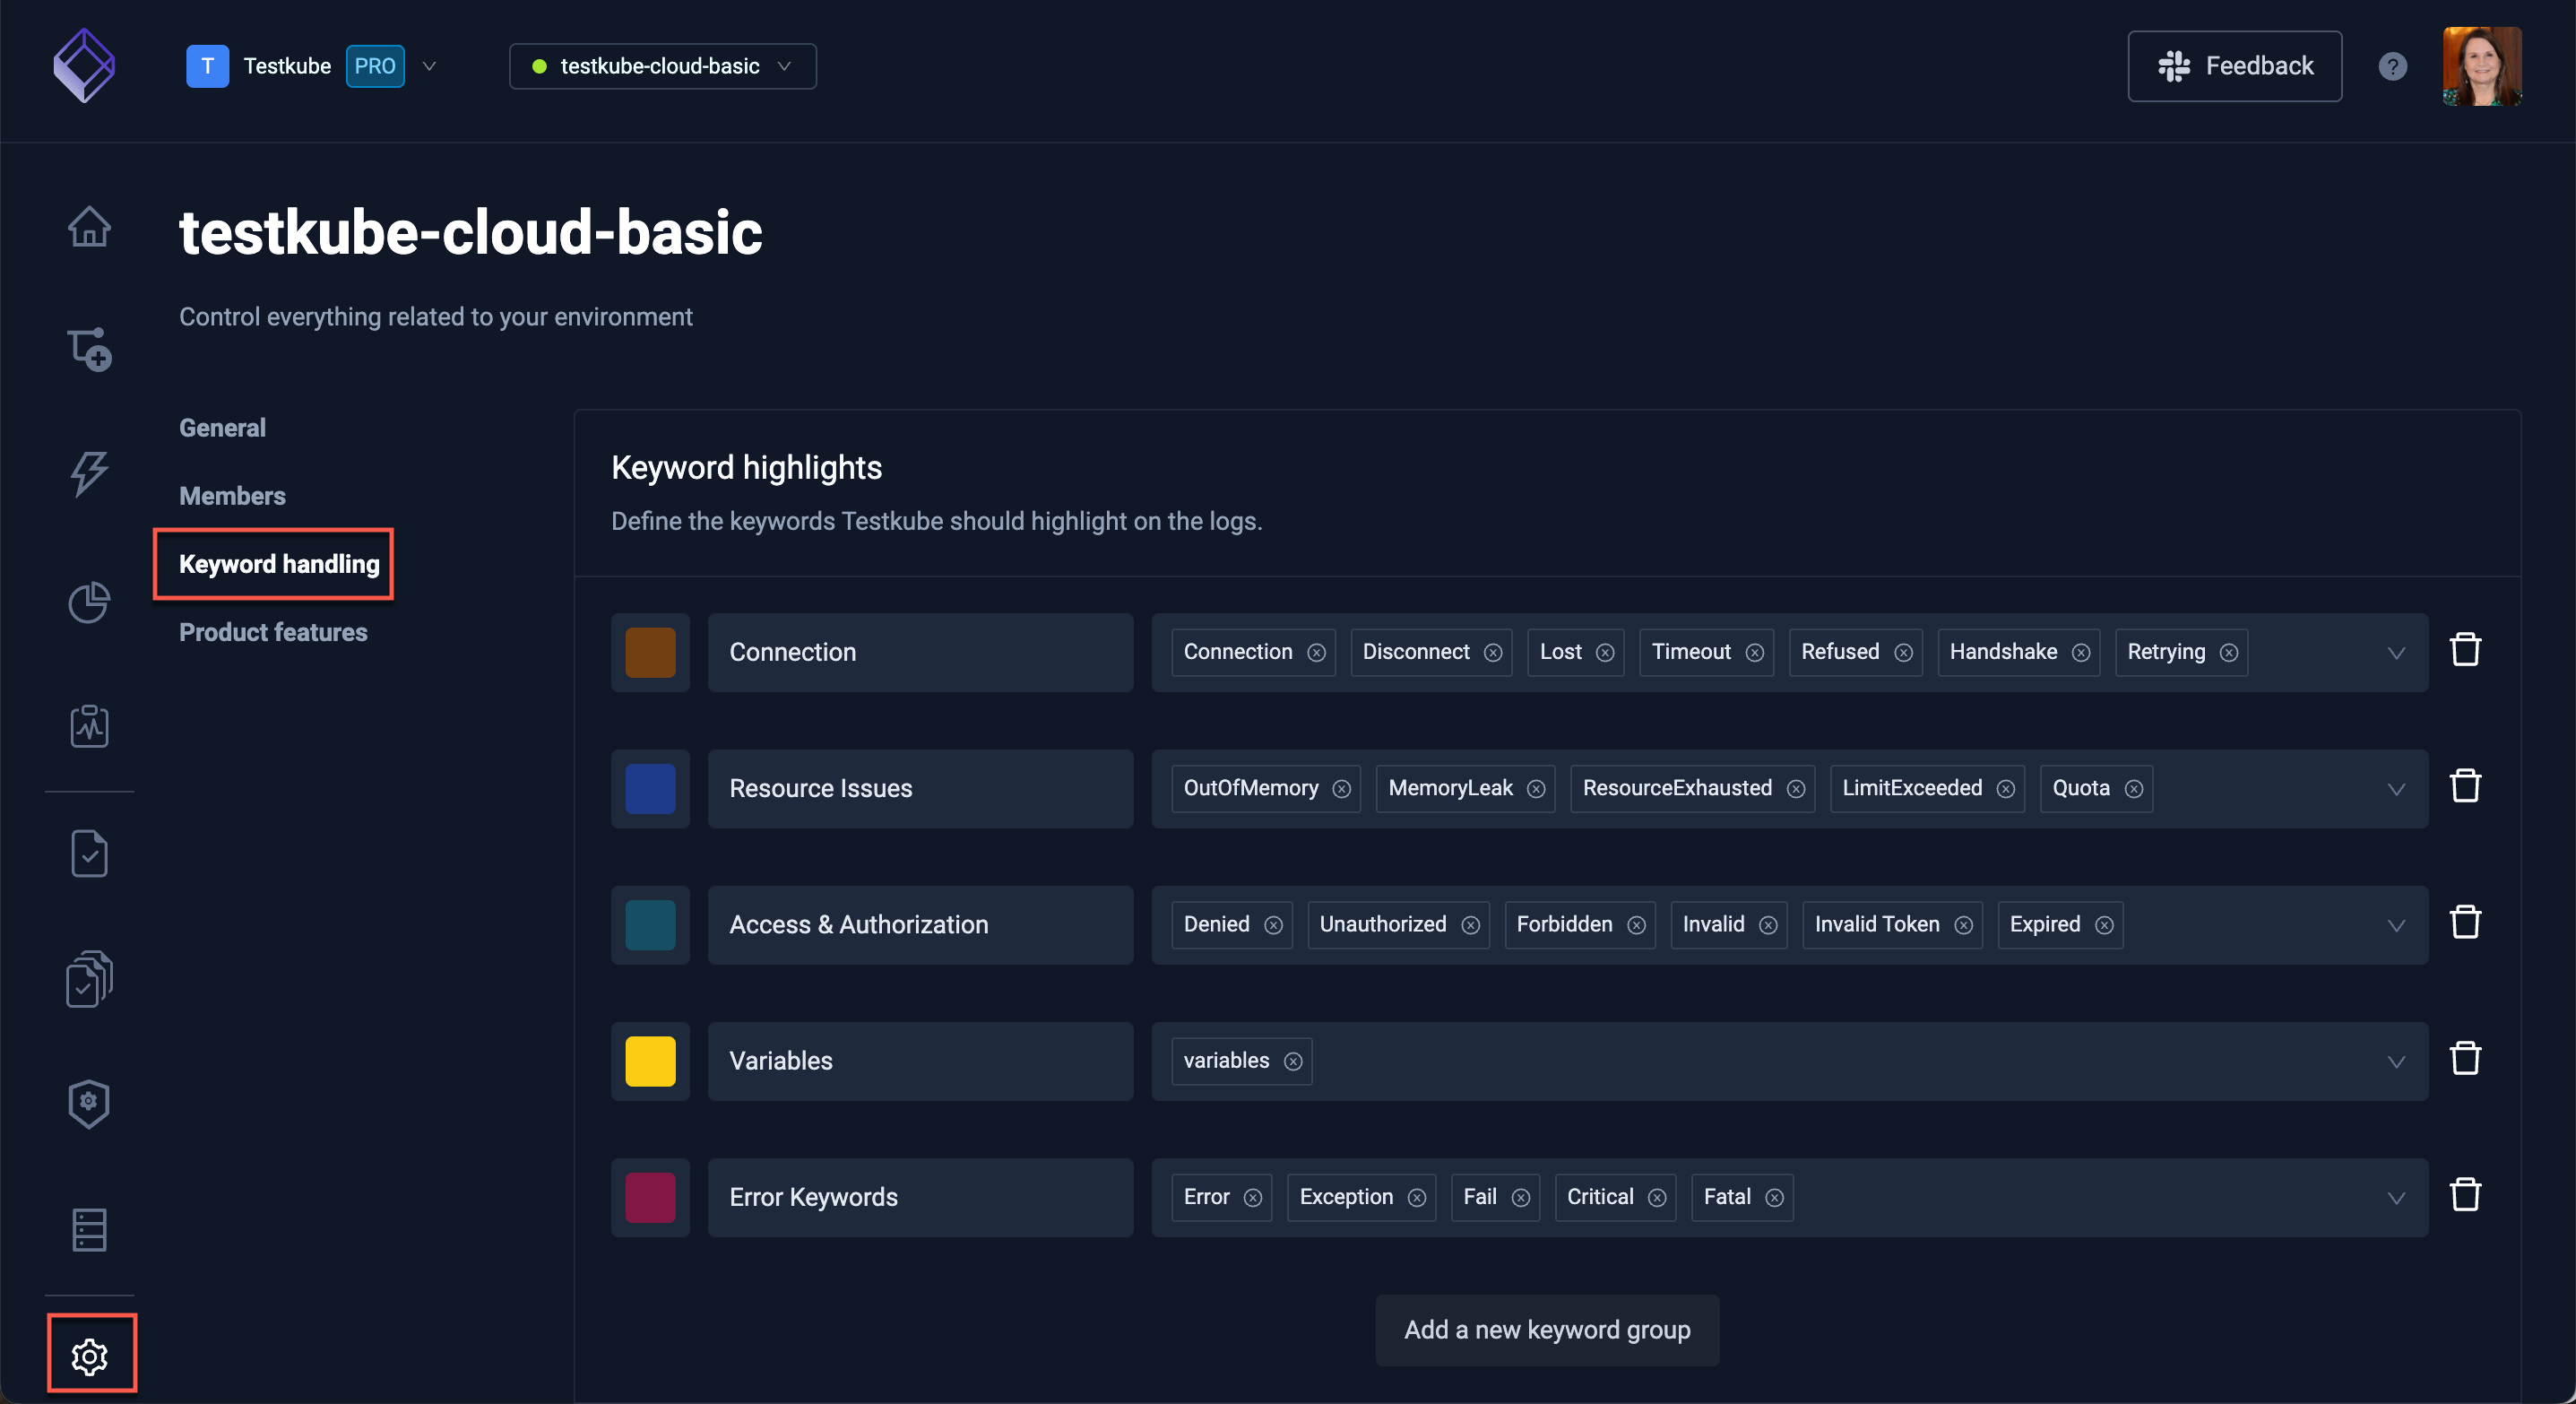 T Testkube PRO testkube-cloud-basic Feedback ?
testkube-cloud-basic
Control everything related to your environment
General
Members
Keyword handling
Product features
Keyword highlights
Define the keywords Testkube should highlight on the logs.
Connection Connection Disconnect Lost Timeout Refused Handshake Retrying
Resource Issues OutOfMemory MemoryLeak ResourceExhausted LimitExceeded Quota
Access & Authorization Denied Unauthorized Forbidden Invalid Invalid Token Expired
Variables variables
Error Keywords Error Exception Fail Critical Fatal
Add a new keyword group